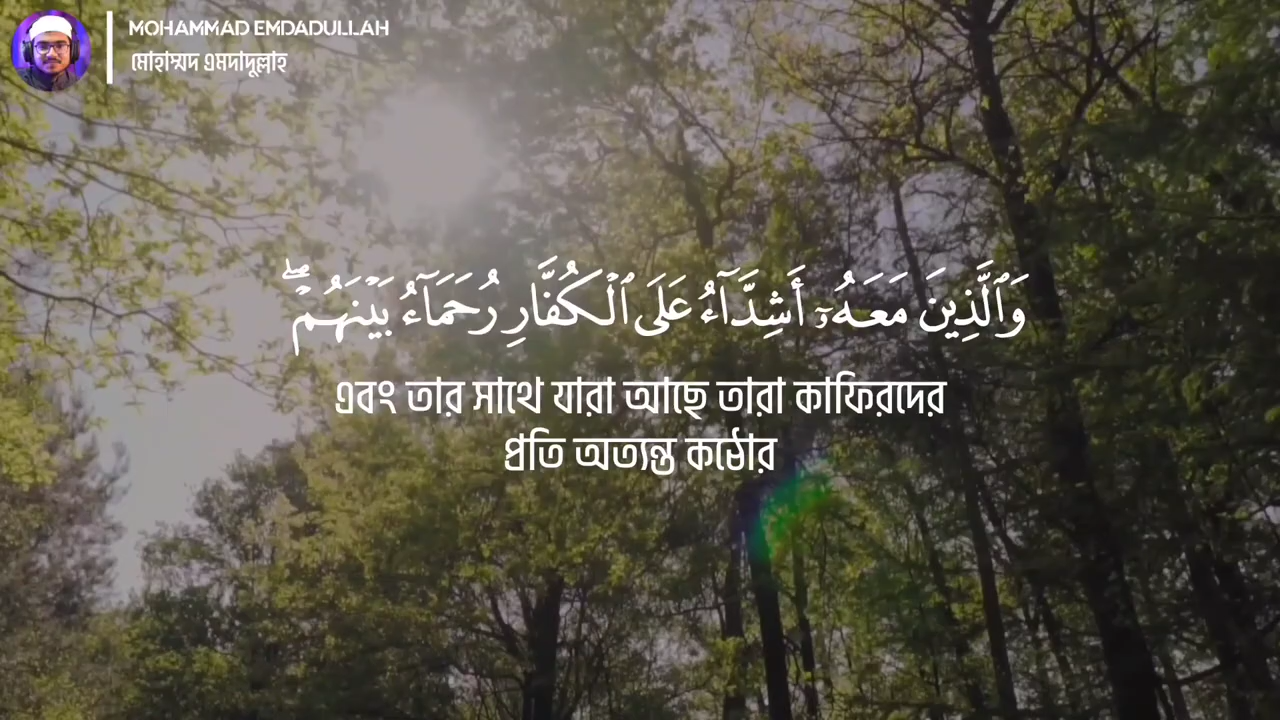 MOHAMMAD EMDADULLAH
মোহাম্মদ এমদাদুল্লাহ
وَٱلَّذِينَ مَعَهُۥٓ أَشِدَّآءُ عَلَى ٱلْكُفَّارِ رُحَمَآءُ بَيْنَهُمْ ۖ
এবং তার সাথে যারা আছে তারা কাফিরদের
প্রতি অত্যন্ত কঠোর